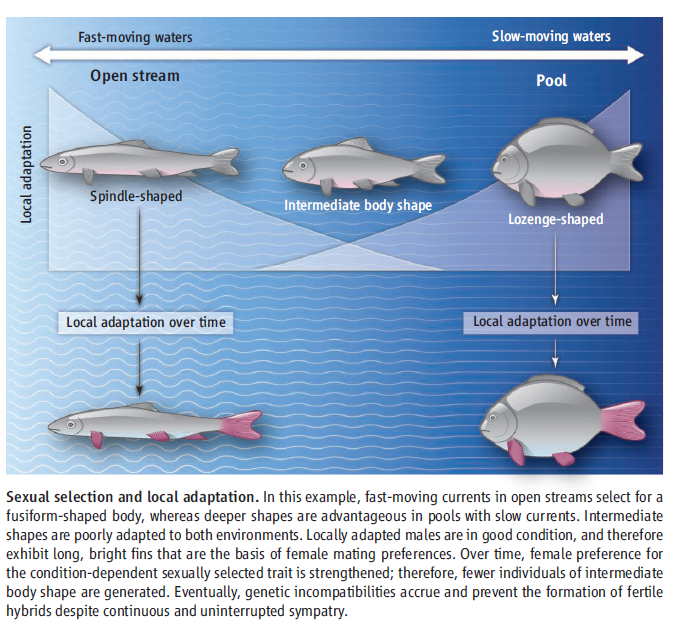 Fast-moving waters
Slow-moving waters
Open stream
Pool
Local adaptation
Spindle-shaped
Intermediate body shape
Lozenge-shaped
Local adaptation over time
Local adaptation over time
Sexual selection and local adaptation. In this example, fast-moving currents in open streams select for a
fusiform-shaped body, whereas deeper shapes are advantageous in pools with slow currents. Intermediate
shapes are poorly adapted to both environments. Locally adapted males are in good condition, and therefore
exhibit long, bright fins that are the basis of female mating preferences. Over time, female preference for
the condition-dependent sexually selected trait is strengthened; therefore, fewer individuals of intermediate
body shape are generated. Eventually, genetic incompatibilities accrue and prevent the formation of fertile
hybrids despite continuous and uninterrupted sympatry.